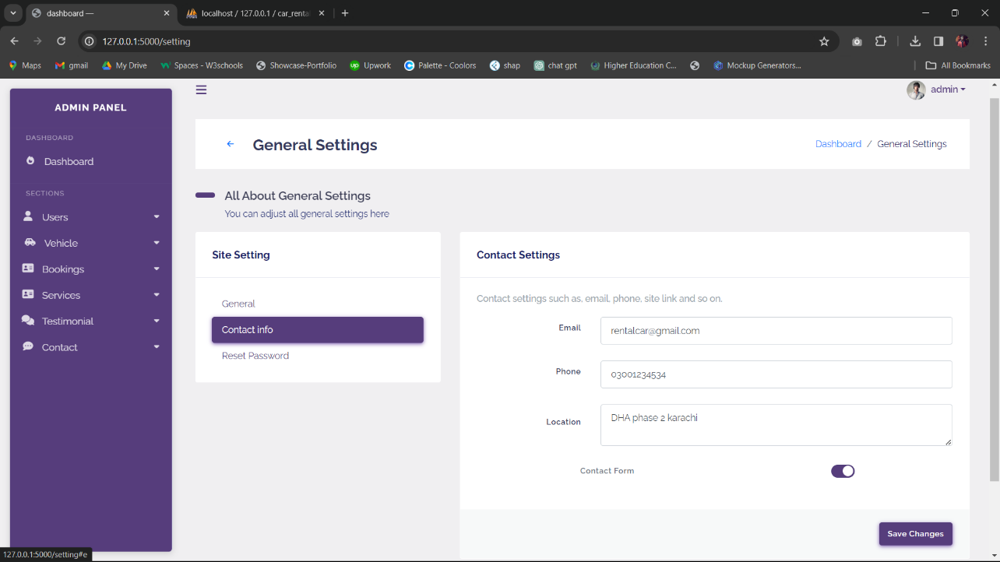 dashboard —
localhost / 127.0.0.1 / car_renta
127.0.0.1:5000/setting
Maps
gmail
My Drive
Spaces - W3schools
Showcase-Portfolio
Upwork
Palette - Coolors
shap
chat gpt
Higher Education C...
Mockup Generators...
All Bookmarks
ADMIN PANEL
admin
DASHBOARD
Dashboard
SECTIONS
Users
Vehicle
Bookings
Services
Testimonial
Contact
General Settings
Dashboard / General Settings
All About General Settings
You can adjust all general settings here
Site Setting
General
Contact info
Reset Password
Contact Settings
Contact settings such as, email, phone, site link and so on.
Email
rentalcar@gmail.com
Phone
03001234534
Location
DHA phase 2 karachi
Contact Form
Save Changes
127.0.0.1:5000/setting#e